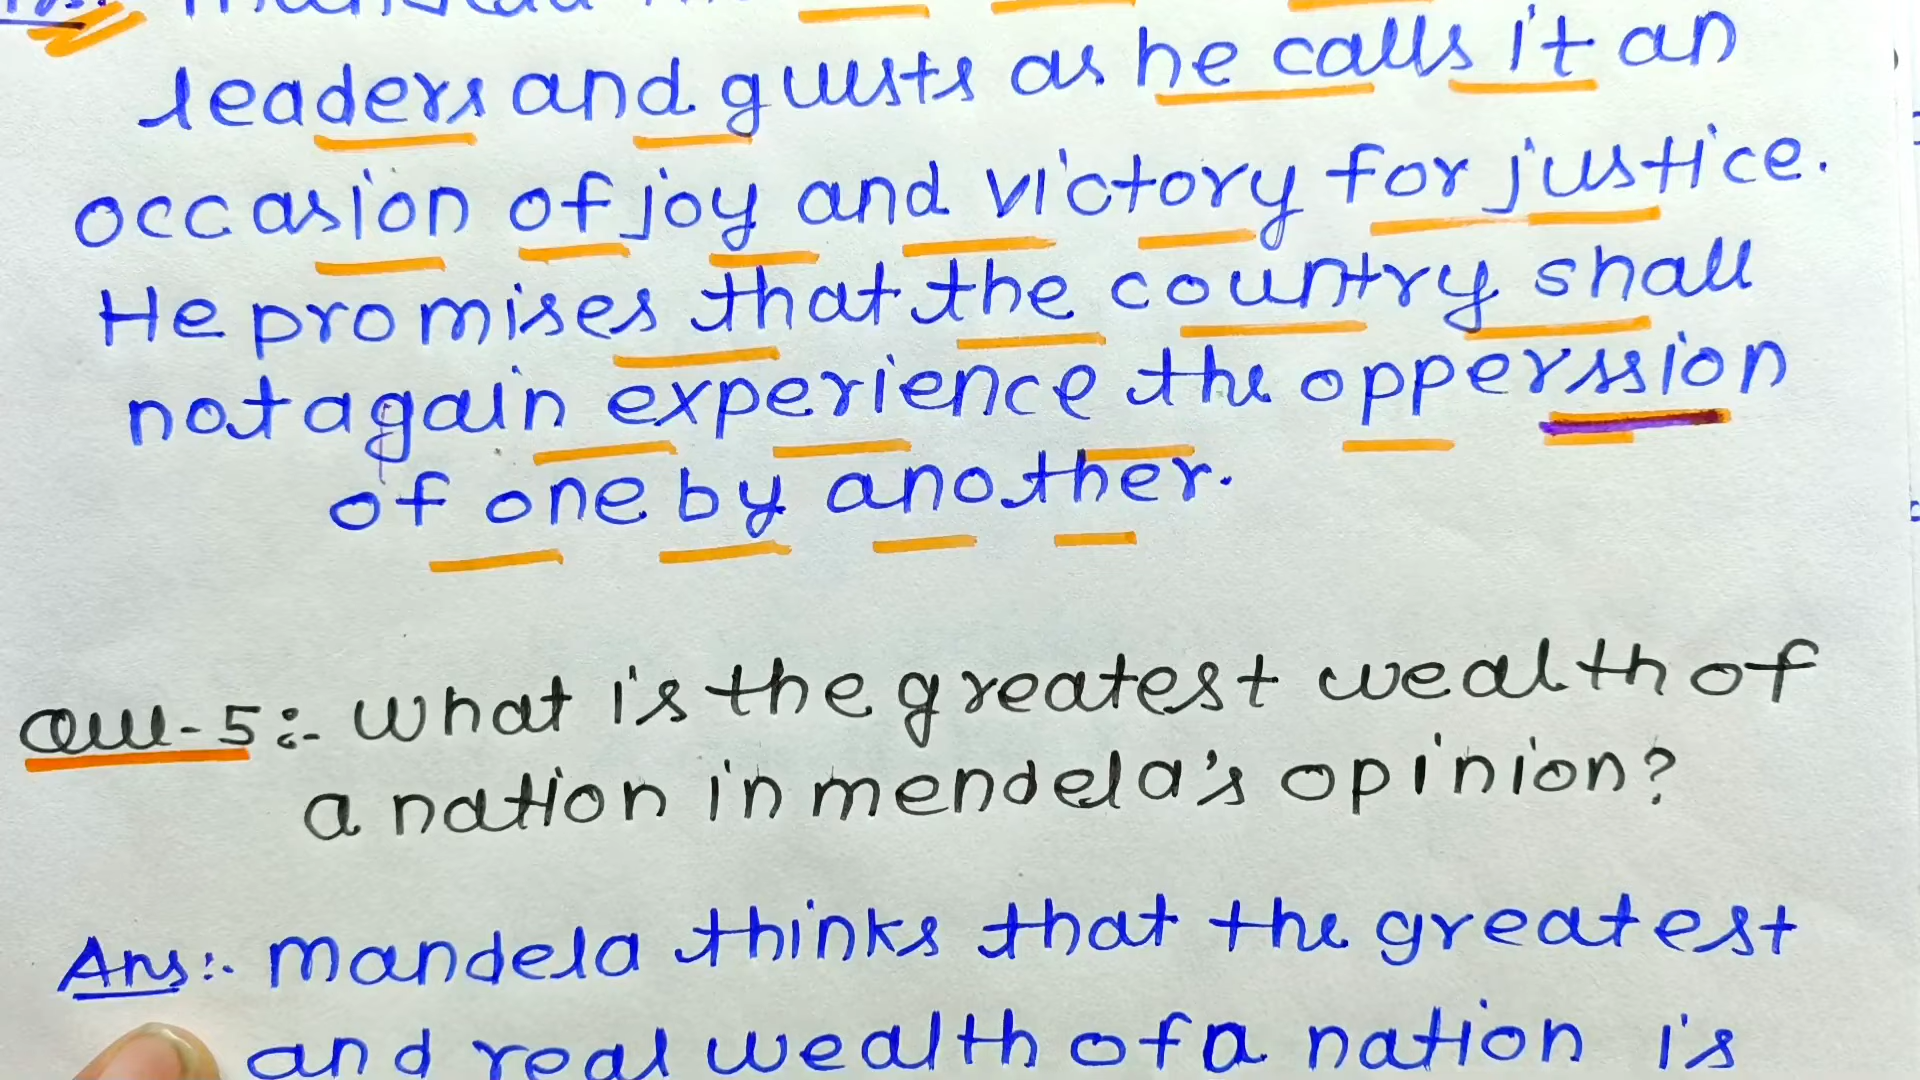 leaders and guests as he calls it an
occasion of joy and victory for justice.
He promises that the country shall
not again experience the opperssion
of one by another.
Que-5:- What is the greatest wealth of
a nation in mendela's opinion?
Ans:- Mandela thinks that the greatest
and real wealth of a nation is